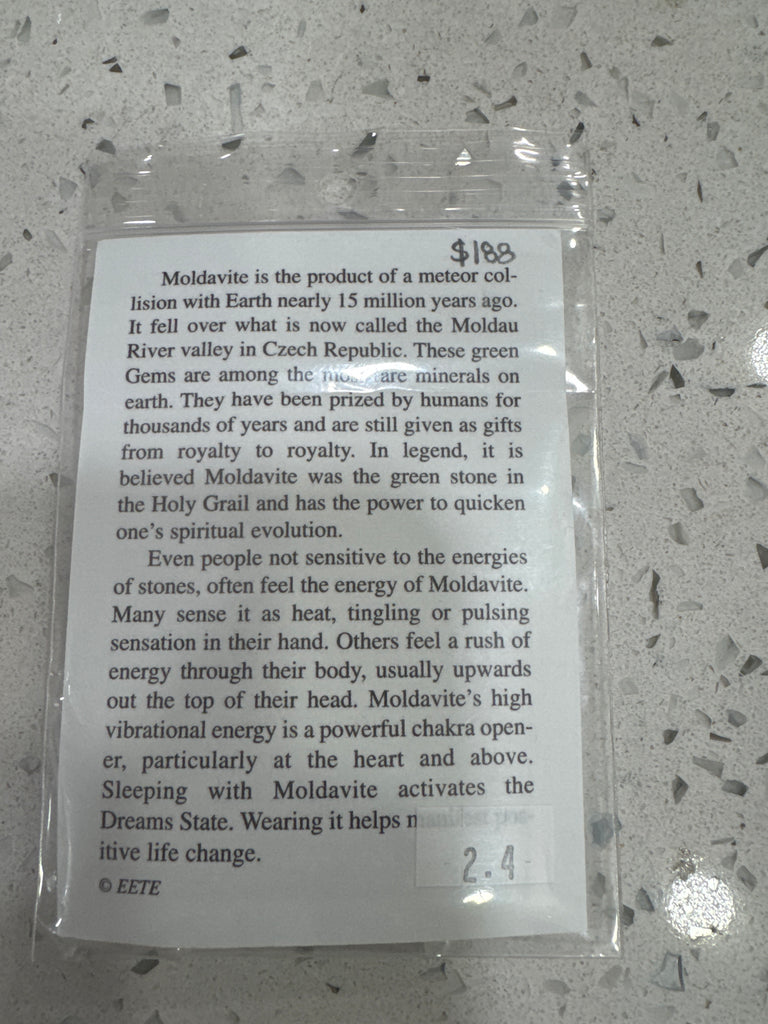 $188
Moldavite is the product of a meteor col-
lision with Earth nearly 15 million years ago.
It fell over what is now called the Moldau
River valley in Czech Republic. These green
Gems are among the minerals on
earth. They have been prized by humans for
thousands of years and are still given as gifts
from royalty to royalty. In legend, it is
believed Moldavite was the green stone in
the Holy Grail and has the power to quicken
one's spiritual evolution.
Even people not sensitive to the energies
of stones, often feel the energy of Moldavite.
Many sense it as heat, tingling or pulsing
sensation in their hand. Others feel a rush of
energy through their body, usually upwards
out the top of their head. Moldavite's high
vibrational energy is a powerful chakra open-
er, particularly at the heart and above.
Sleeping with Moldavite activates the
Dreams State. Wearing it helps manifest pos-
itive life change.
2.4
© EETE